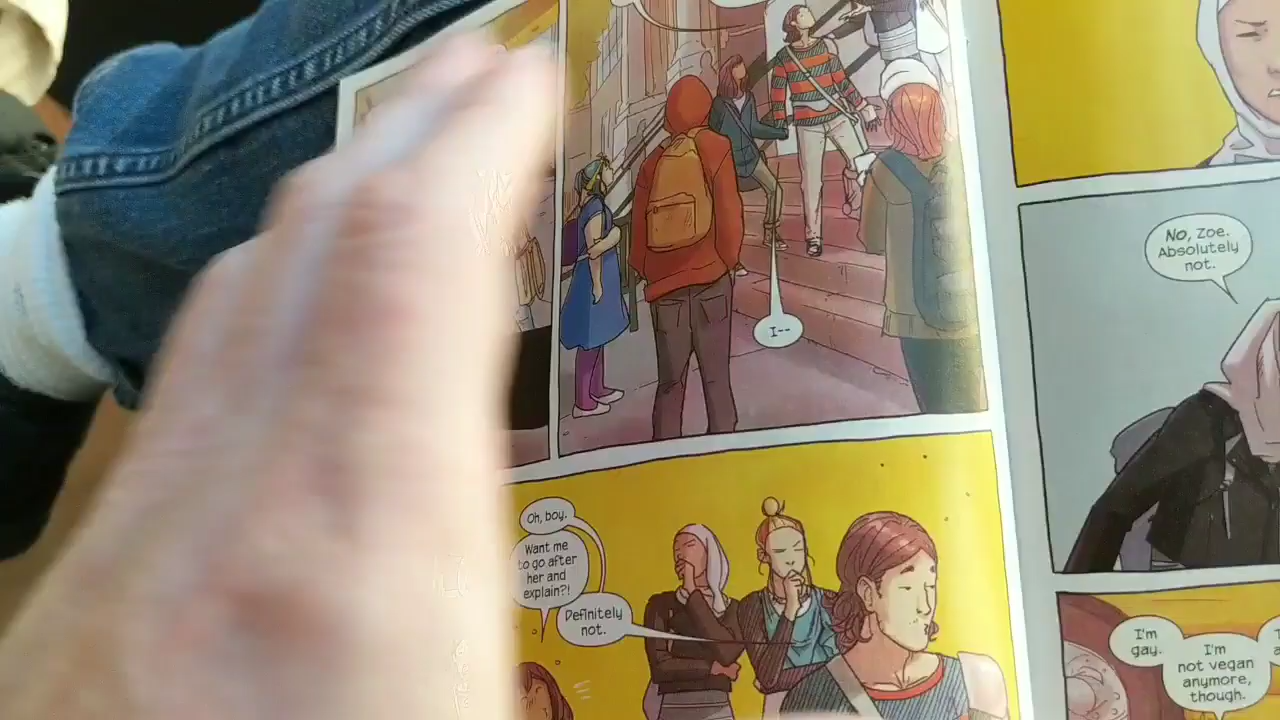 I--
Oh, boy.
Want me
to go after
her and
explain?!
Definitely
not.
No, Zoe.
Absolutely
not.
I'm
gay.
I'm
not vegan
anymore,
though.